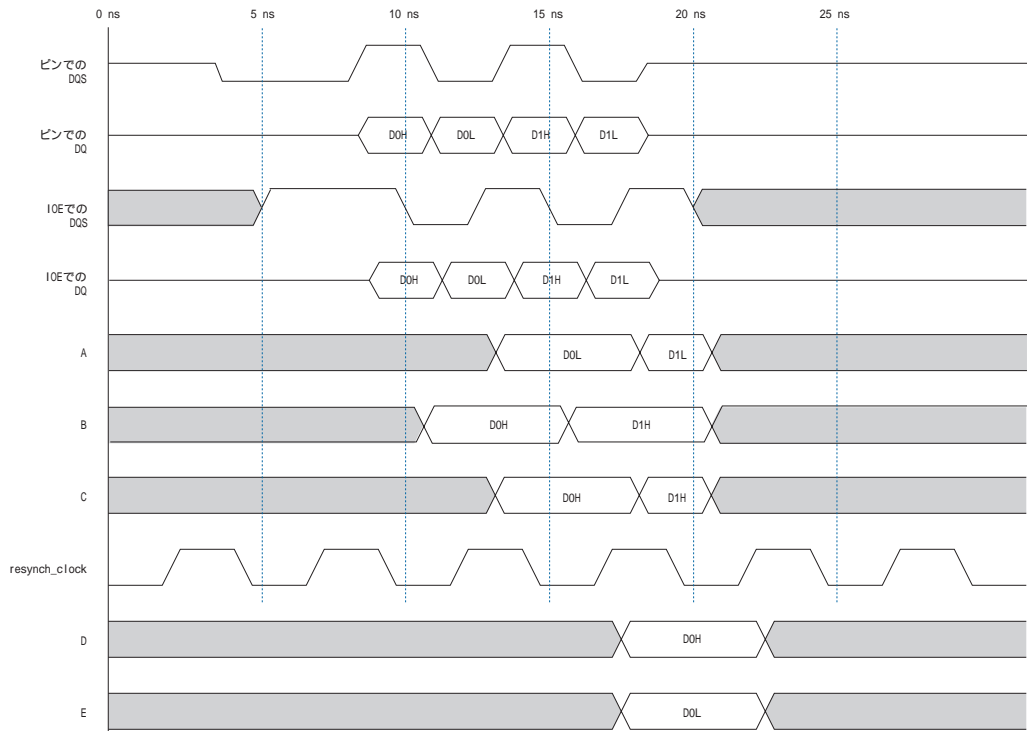 0 ns 5 ns 10 ns 15 ns 20 ns 25 ns
ピンでの
DQS
ピンでの
DQ
D0H D0L D1H D1L
IOEでの
DQS
IOEでの
DQ
D0H D0L D1H D1L
A
D0L D1L
B
D0H D1H
C
D0H D1H
resynch_clock
D
D0H
E
D0L